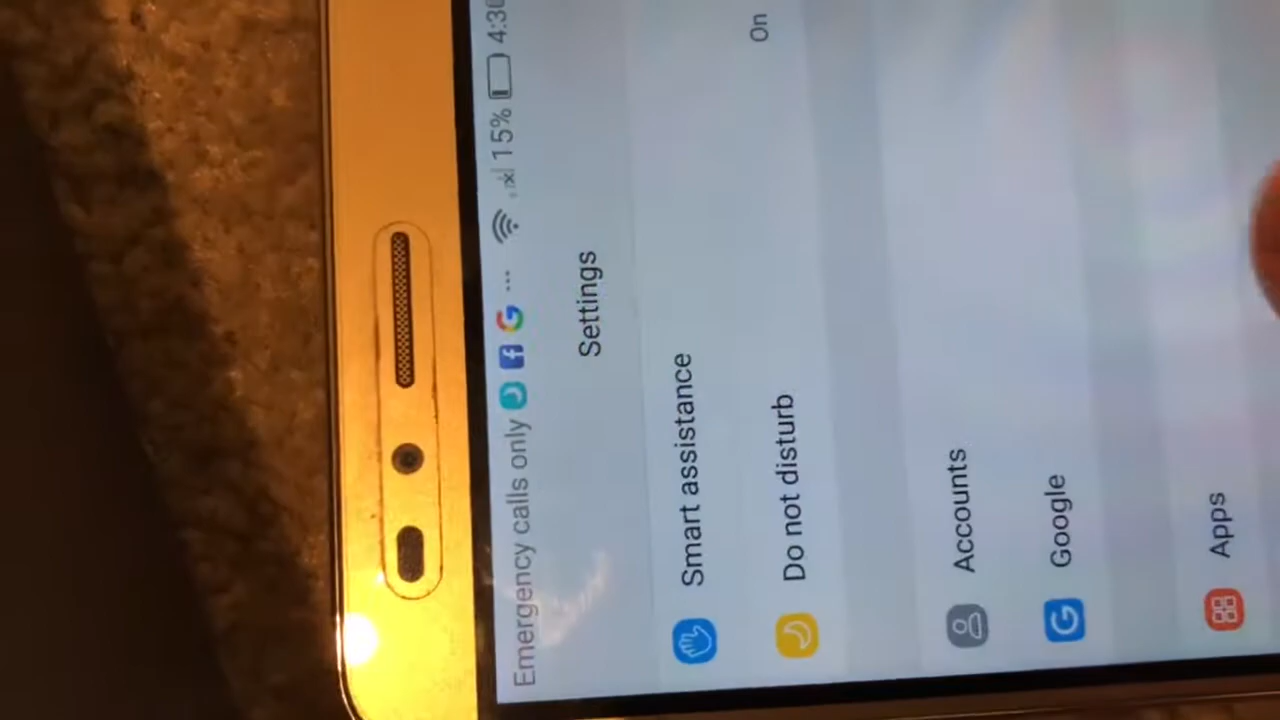 Emergency calls only ... 15% 4:30
Settings
Smart assistance
Do not disturb On
Accounts
Google
Apps